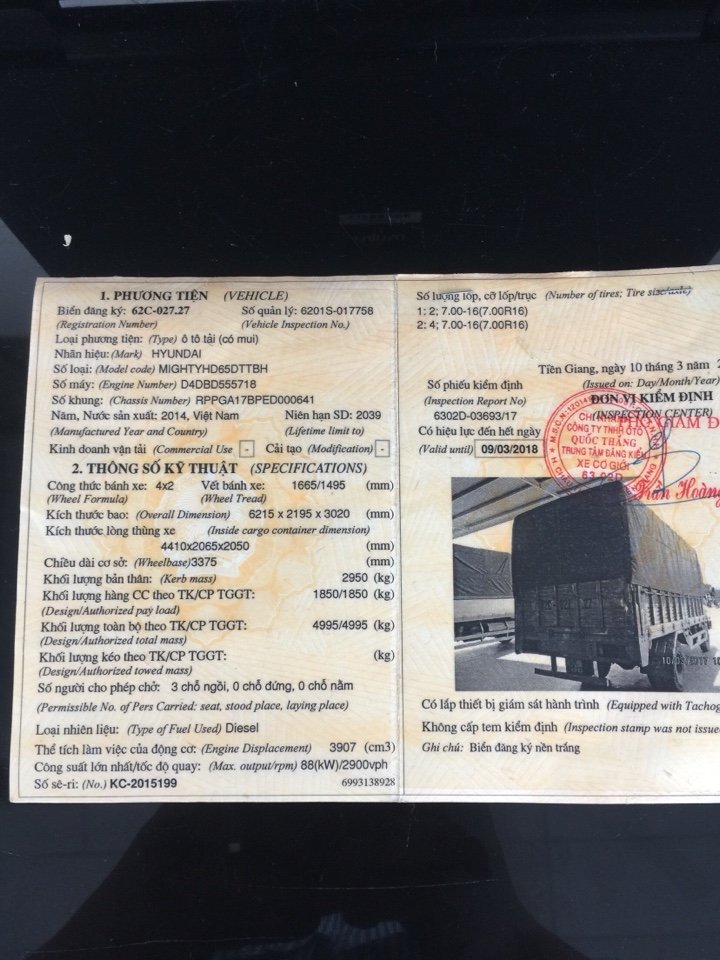 1. PHƯƠNG TIỆN (VEHICLE)
Biển đăng ký: 62C-027.27 Số quản lý: 6201S-017758
(Registration Number) (Vehicle Inspection No.)
Loại phương tiện: (Type) ô tô tải (có mui)
Nhãn hiệu: (Mark) HYUNDAI
Số loại: (Model code) MIGHTYHD65DTTBH
Số máy: (Engine Number) D4DBD555718
Số khung: (Chassis Number) RPPGA17BPED000641
Năm, Nước sản xuất: 2014, Việt Nam Niên hạn SD: 2039
(Manufactured Year and Country) (Lifetime limit to)
Kinh doanh vận tải (Commercial Use) - Cải tạo (Modification) -
2. THÔNG SỐ KỸ THUẬT (SPECIFICATIONS)
Công thức bánh xe: 4x2 Vết bánh xe: 1665/1495 (mm)
(Wheel Formula) (Wheel Tread)
Kích thước bao: (Overall Dimension) 6215 x 2195 x 3020 (mm)
Kích thước lòng thùng xe (Inside cargo container dimension)
4410x2065x2050 (mm)
Chiều dài cơ sở: (Wheelbase) 3375 (mm)
Khối lượng bản thân: (Kerb mass) 2950 (kg)
Khối lượng hàng CC theo TK/CP TGGT: 1850/1850 (kg)
(Design/Authorized pay load)
Khối lượng toàn bộ theo TK/CP TGGT: 4995/4995 (kg)
(Design/Authorized total mass)
Khối lượng kéo theo TK/CP TGGT: (kg)
(Design/Authorized towed mass)
Số người cho phép chở: 3 chỗ ngồi, 0 chỗ đứng, 0 chỗ nằm
(Permissible No. of Pers Carried: seat, stood place, laying place)
Loại nhiên liệu: (Type of Fuel Used) Diesel
Thể tích làm việc của động cơ: (Engine Displacement) 3907 (cm3)
Công suất lớn nhất/tốc độ quay: (Max. output/rpm) 88(kW)/2900vph
Số sê-ri: (No.) KC-2015199 6993138928
Số lượng lốp, cỡ lốp/trục (Number of tires; Tire size/axle)
1: 2; 7.00-16(7.00R16)
2: 4; 7.00-16(7.00R16)
Tiền Giang, ngày 10 tháng 3 năm 2
Số phiếu kiểm định (Issued on: Day/Month/Year)
(Inspection Report No) ĐƠN VỊ KIỂM ĐỊNH
6302D-03693/17 (INSPECTION CENTER)
PHÓ GIÁM Đ
Có hiệu lực đến hết ngày
(Valid until) 09/03/2018
CÔNG TY TNHH ÔTÔ
QUỐC THẮNG
TRUNG TÂM ĐĂNG KIỂM
XE CƠ GIỚI
63.02D
Trần Hoàng
Có lắp thiết bị giám sát hành trình (Equipped with Tachog
Không cấp tem kiểm định (Inspection stamp was not issued
Ghi chú: Biển đăng ký nền trắng